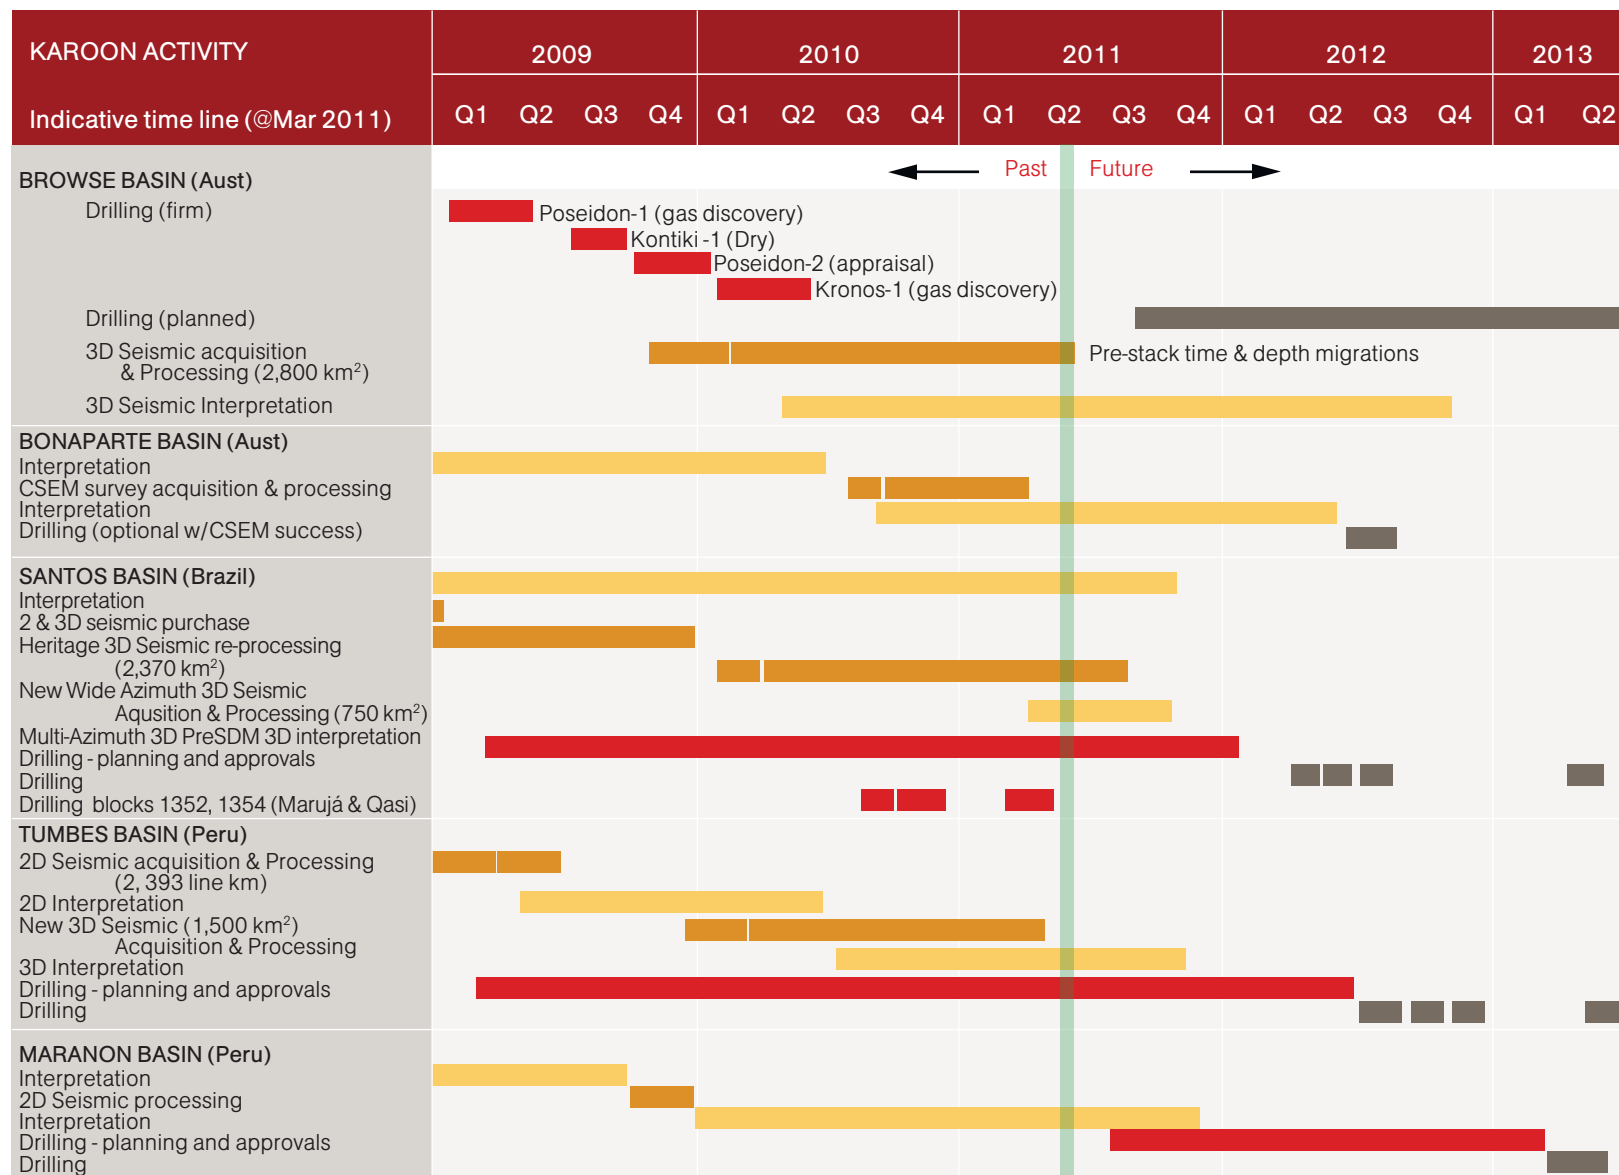 KAROON ACTIVITY 2009 2010 2011 2012 2013
Indicative time line (@Mar 2011) Q1 Q2 Q3 Q4 Q1 Q2 Q3 Q4 Q1 Q2 Q3 Q4 Q1 Q2 Q3 Q4 Q1 Q2
Past Future
BROWSE BASIN (Aust)
Drilling (firm) Poseidon-1 (gas discovery)
Kontiki -1 (Dry)
Poseidon-2 (appraisal)
Kronos-1 (gas discovery)
Drilling (planned)
3D Seismic acquisition
& Processing (2,800 km²) Pre-stack time & depth migrations
3D Seismic Interpretation
BONAPARTE BASIN (Aust)
Interpretation
CSEM survey acquisition & processing
Interpretation
Drilling (optional w/CSEM success)
SANTOS BASIN (Brazil)
Interpretation
2 & 3D seismic purchase
Heritage 3D Seismic re-processing
(2,370 km²)
New Wide Azimuth 3D Seismic
Aqusition & Processing (750 km²)
Multi-Azimuth 3D PreSDM 3D interpretation
Drilling - planning and approvals
Drilling
Drilling blocks 1352, 1354 (Marujá & Qasi)
TUMBES BASIN (Peru)
2D Seismic acquisition & Processing
(2, 393 line km)
2D Interpretation
New 3D Seismic (1,500 km²)
Acquisition & Processing
3D Interpretation
Drilling - planning and approvals
Drilling
MARANON BASIN (Peru)
Interpretation
2D Seismic processing
Interpretation
Drilling - planning and approvals
Drilling